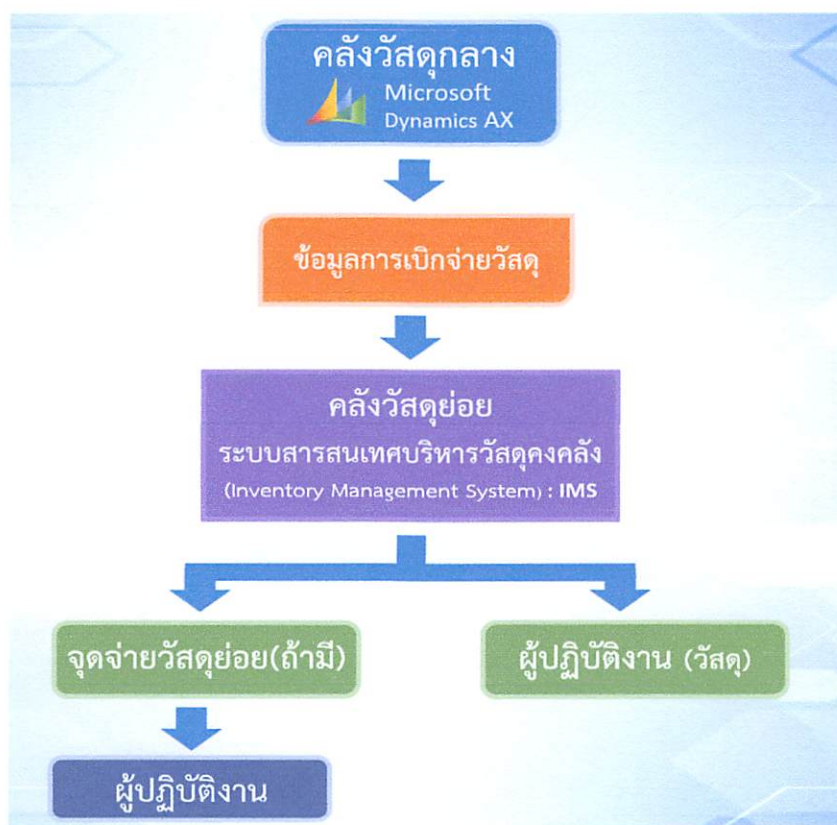 คลังวัสดุกลาง
Microsoft
Dynamics AX
ข้อมูลการเบิกจ่ายวัสดุ
คลังวัสดุย่อย
ระบบสารสนเทศบริหารวัสดุคงคลัง
(Inventory Management System) : IMS
จุดจ่ายวัสดุย่อย(ถ้ามี)
ผู้ปฏิบัติงาน (วัสดุ)
ผู้ปฏิบัติงาน